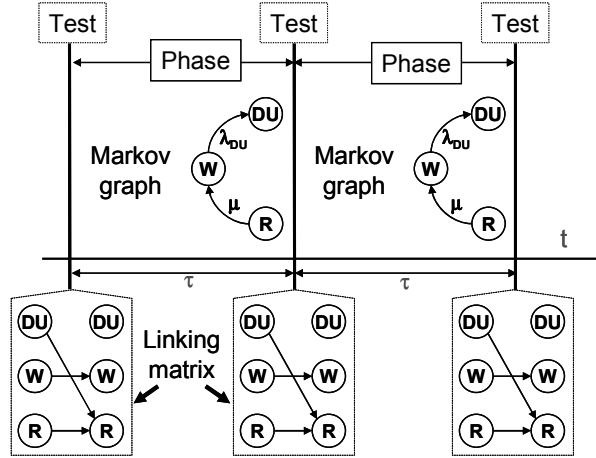 Test
Test
Test
Phase
Phase
DU
DU
λDU
λDU
Markov
graph
W
Markov
graph
W
μ
μ
R
R
t
τ
τ
DU
DU
DU
DU
DU
DU
Linking
matrix
W
W
W
W
W
W
R
R
R
R
R
R